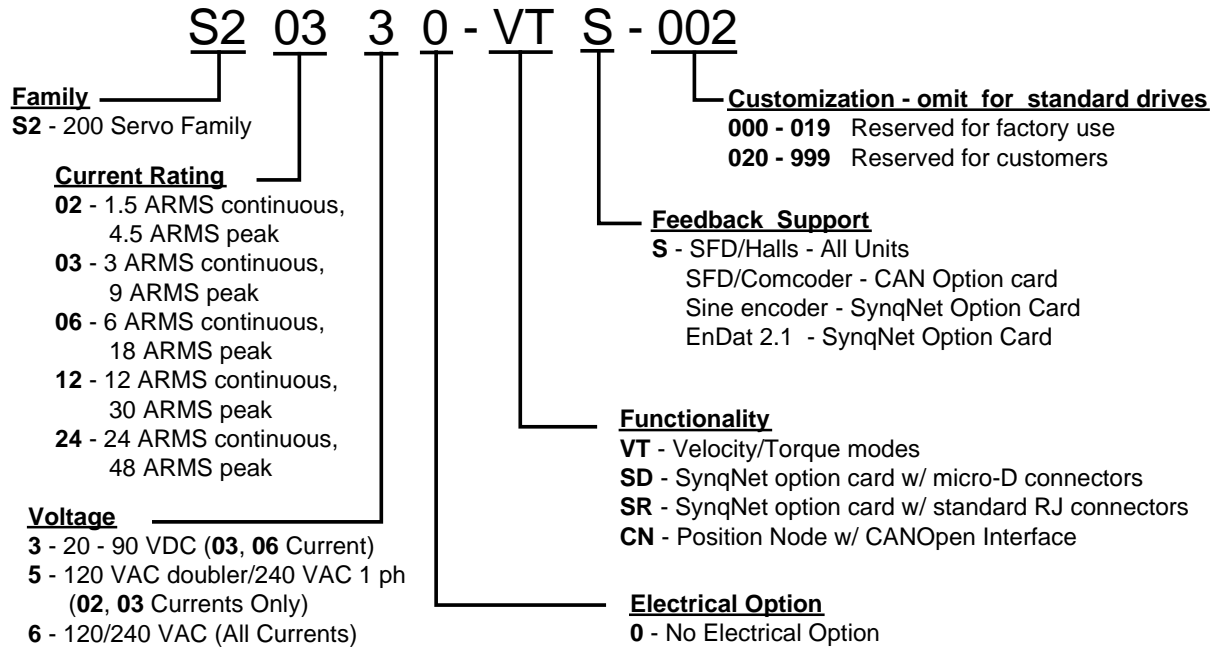 S2 03 3 0 - VT S - 002
Family
S2 - 200 Servo Family
Current Rating
02 - 1.5 ARMS continuous,
4.5 ARMS peak
03 - 3 ARMS continuous,
9 ARMS peak
06 - 6 ARMS continuous,
18 ARMS peak
12 - 12 ARMS continuous,
30 ARMS peak
24 - 24 ARMS continuous,
48 ARMS peak
Voltage
3 - 20 - 90 VDC (03, 06 Current)
5 - 120 VAC doubler/240 VAC 1 ph
(02, 03 Currents Only)
6 - 120/240 VAC (All Currents)
Customization - omit for standard drives
000 - 019 Reserved for factory use
020 - 999 Reserved for customers
Feedback Support
S - SFD/Halls - All Units
SFD/Comcoder - CAN Option card
Sine encoder - SynqNet Option Card
EnDat 2.1 - SynqNet Option Card
Functionality
VT - Velocity/Torque modes
SD - SynqNet option card w/ micro-D connectors
SR - SynqNet option card w/ standard RJ connectors
CN - Position Node w/ CANOpen Interface
Electrical Option
0 - No Electrical Option